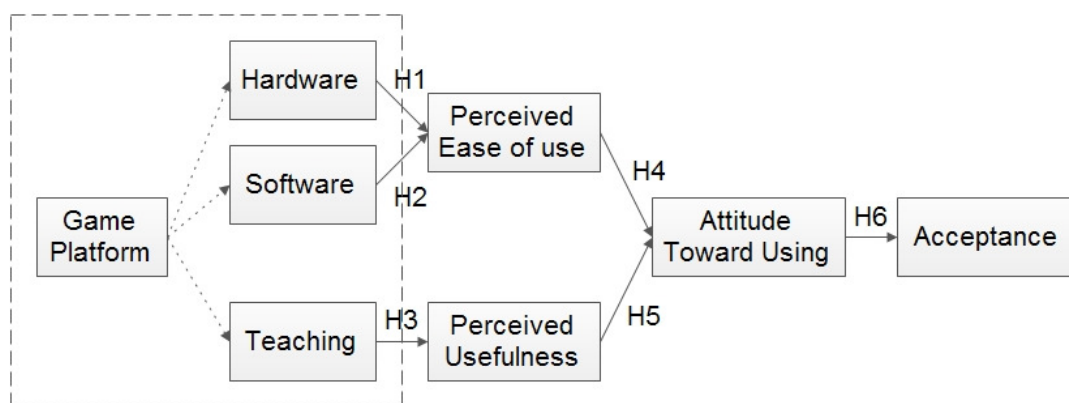 Hardware
H1
Perceived
Ease of use
Software
H2
H4
Game
Platform
Attitude
Toward Using
H6
Acceptance
Teaching
H3
Perceived
Usefulness
H5